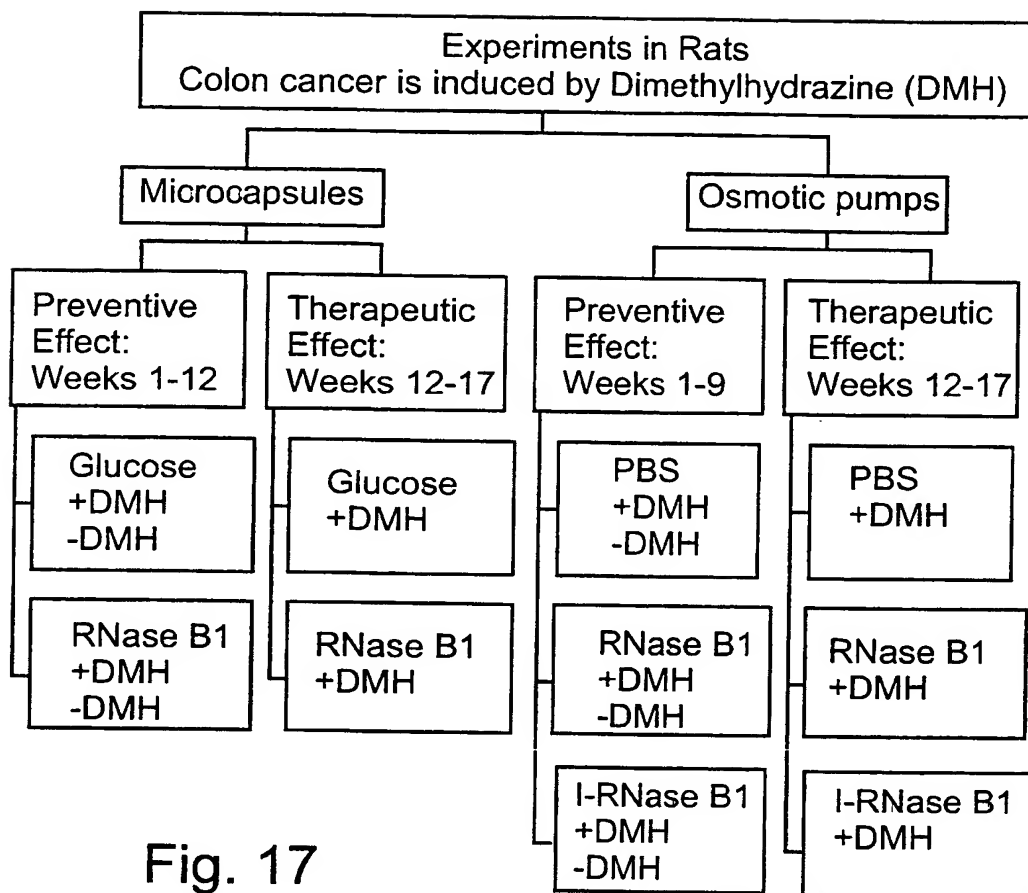 Experiments in Rats
Colon cancer is induced by Dimethylhydrazine (DMH)
Microcapsules
Osmotic pumps
Preventive
Effect:
Weeks 1-12
Therapeutic
Effect:
Weeks 12-17
Preventive
Effect:
Weeks 1-9
Therapeutic
Effect:
Weeks 12-17
Glucose
+DMH
-DMH
Glucose
+DMH
PBS
+DMH
-DMH
PBS
+DMH
RNase B1
+DMH
-DMH
RNase B1
+DMH
RNase B1
+DMH
-DMH
RNase B1
+DMH
I-RNase B1
+DMH
-DMH
I-RNase B1
+DMH
Fig. 17